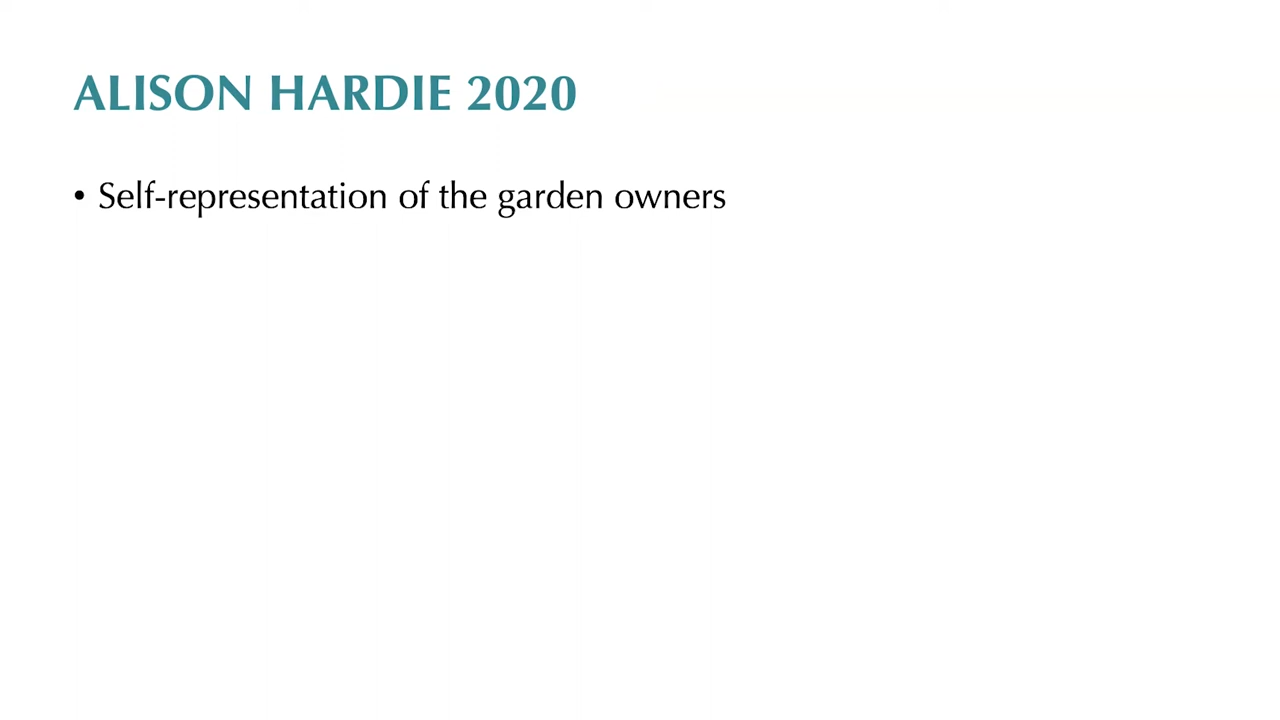 ALISON HARDIE 2020
• Self-representation of the garden owners